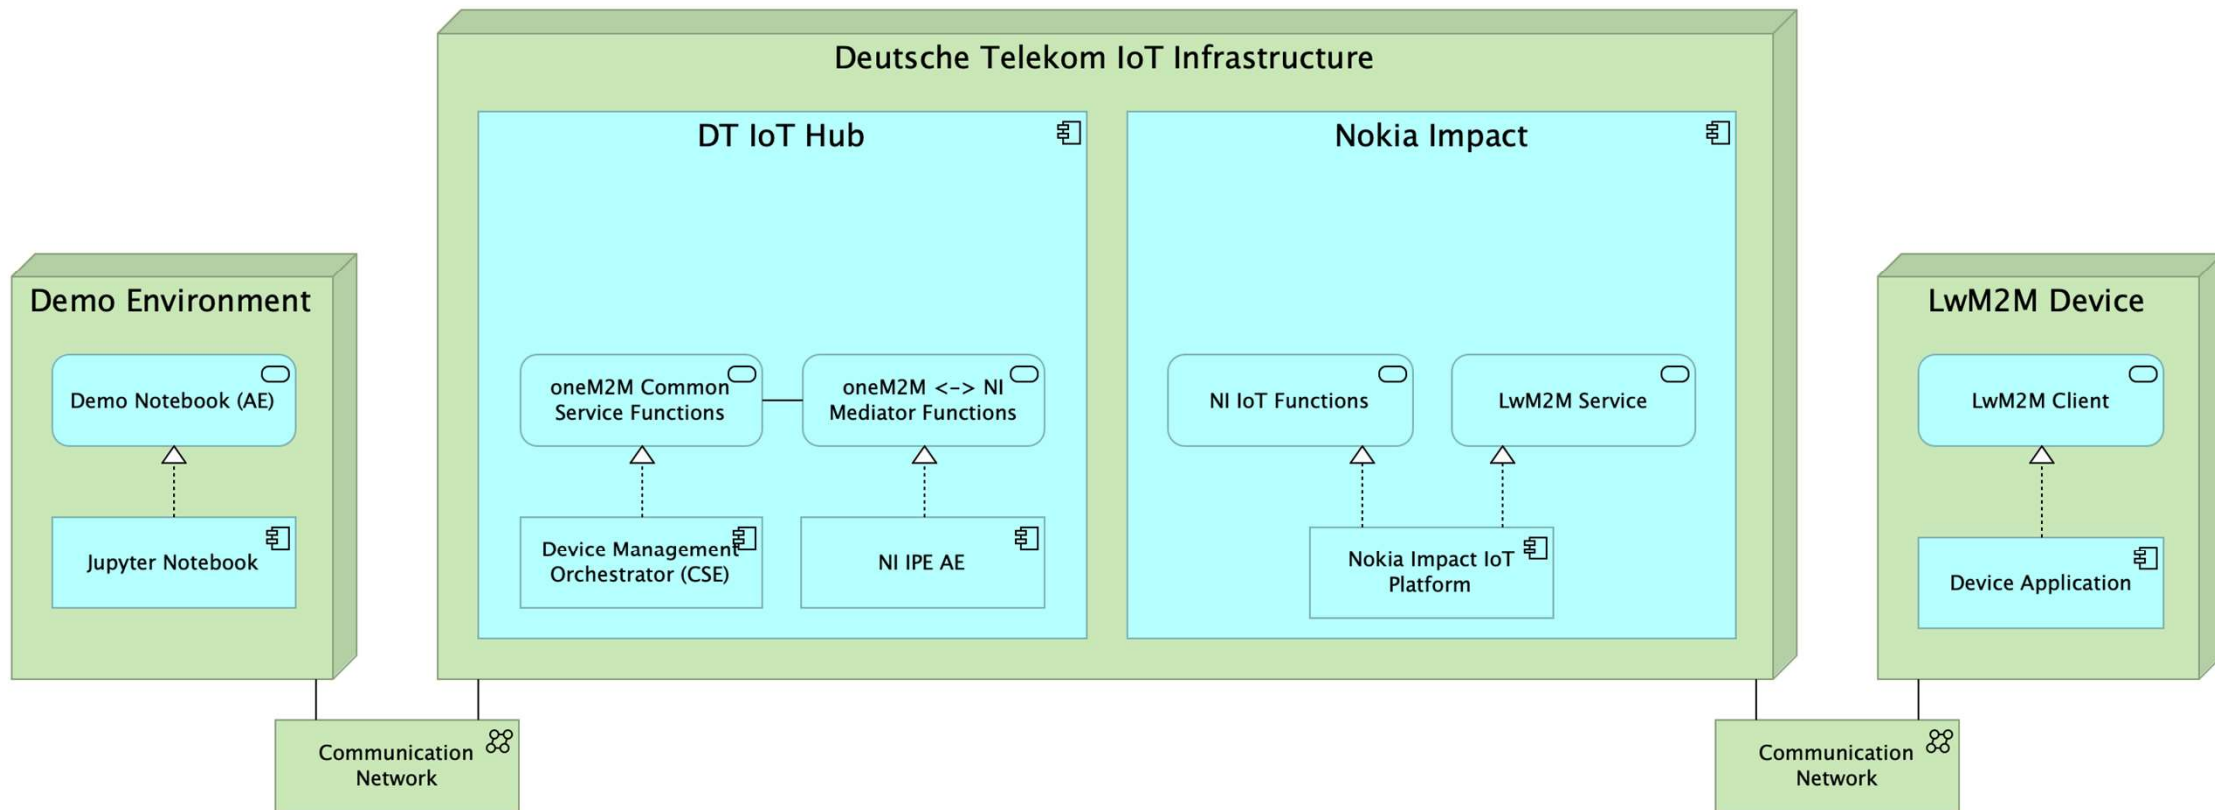 Deutsche Telekom IoT Infrastructure
DT IoT Hub
Nokia Impact
Demo Environment
LwM2M Device
Demo Notebook (AE)
oneM2M Common
Service Functions
oneM2M <-> NI
Mediator Functions
NI IoT Functions
LwM2M Service
LwM2M Client
Jupyter Notebook
Device Management
Orchestrator (CSE)
NI IPE AE
Nokia Impact IoT
Platform
Device Application
Communication
Network
Communication
Network